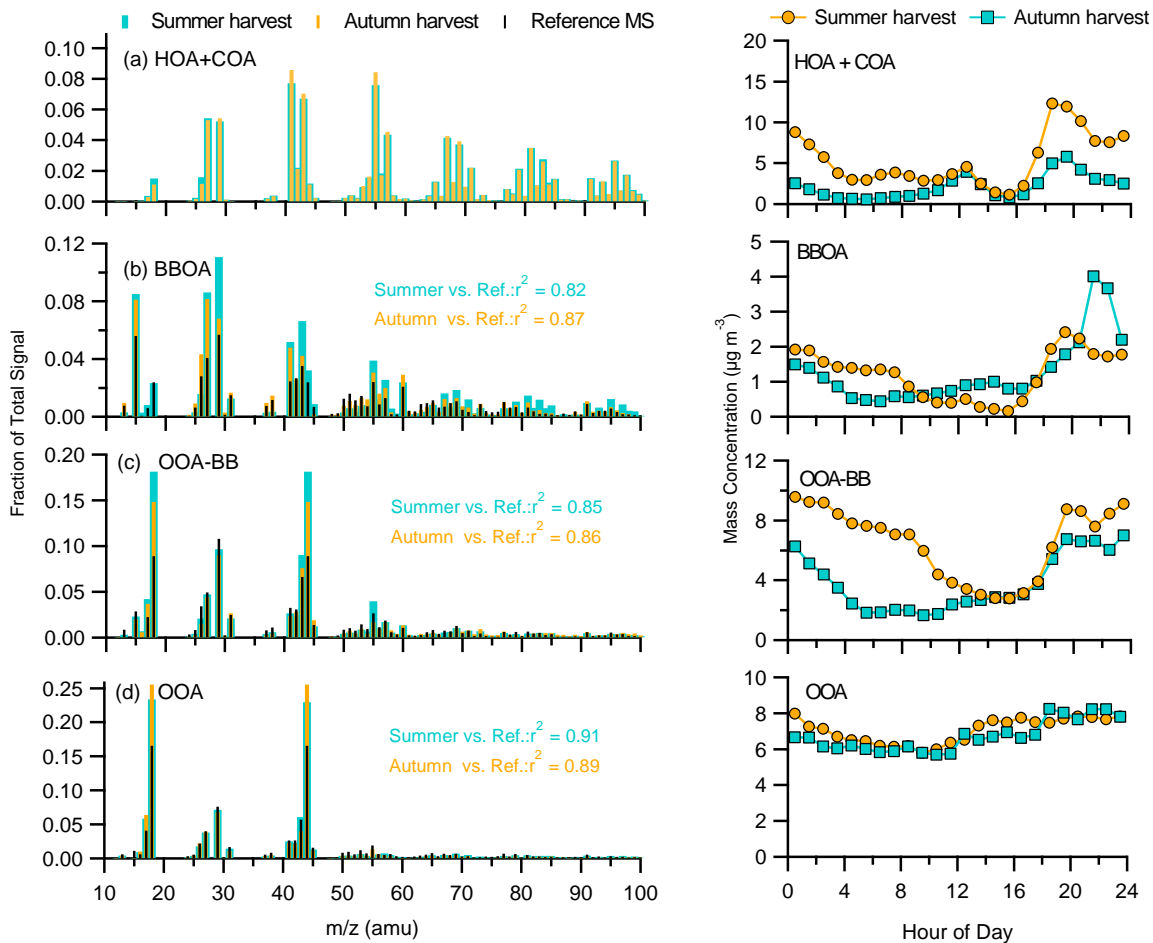 Summer harvest Autumn harvest Reference MS
(a) HOA+COA
0.10
0.08
0.06
0.04
0.02
0.00
(b) BBOA
Summer vs. Ref.:r² = 0.82
Autumn vs. Ref.:r² = 0.87
0.12
0.08
0.04
0.00
(c) OOA-BB
Summer vs. Ref.:r² = 0.85
Autumn vs. Ref.:r² = 0.86
0.20
0.15
0.10
0.05
0.00
(d) OOA
Summer vs. Ref.:r² = 0.91
Autumn vs. Ref.:r² = 0.89
0.25
0.20
0.15
0.10
0.05
0.00
10 20 30 40 50 60 70 80 90 100
m/z (amu)
Fraction of Total Signal
Summer harvest Autumn harvest
HOA + COA
20
15
10
5
0
BBOA
5
4
3
2
1
0
OOA-BB
12
9
6
3
0
OOA
10
8
6
4
2
0
0 4 8 12 16 20 24
Hour of Day
Mass Concentration (µg m⁻³)